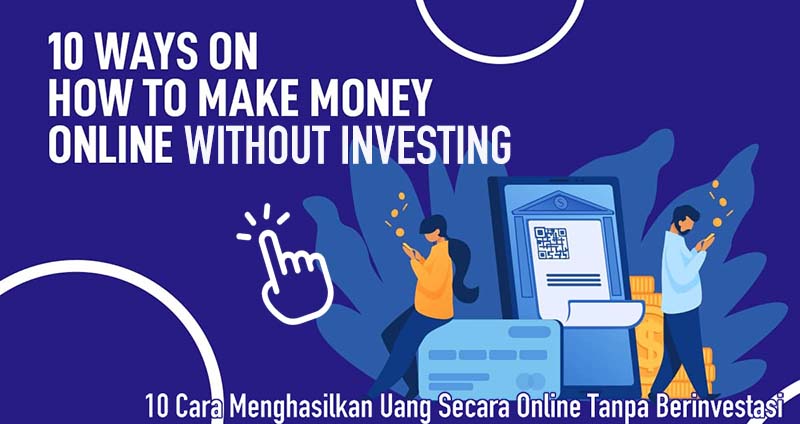 10 WAYS ON
HOW TO MAKE MONEY
ONLINE WITHOUT INVESTING
10 Cara Menghasilkan Uang Secara Online Tanpa Berinvestasi